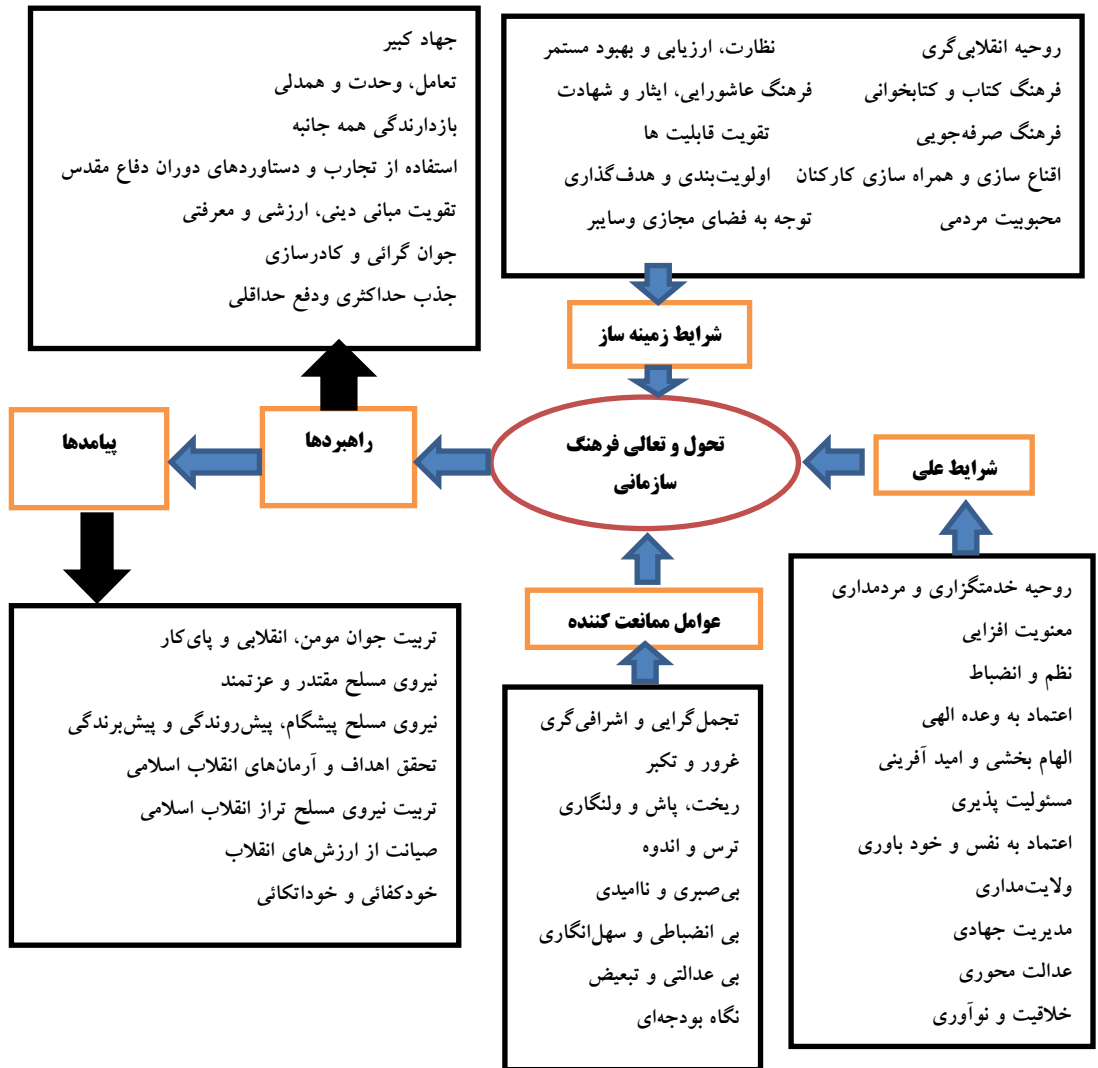 روحیه انقلابی‌گری نظارت، ارزیابی و بهبود مستمر
فرهنگ کتاب و کتابخوانی فرهنگ عاشورایی، ایثار و شهادت
فرهنگ صرفه‌جویی تقویت قابلیت ها
اقناع سازی و همراه سازی کارکنان اولویت‌بندی و هدف‌گذاری
محبوبیت مردمی توجه به فضای مجازی وسایبر
جهاد کبیر
تعامل، وحدت و همدلی
بازدارندگی همه جانبه
استفاده از تجارب و دستاوردهای دوران دفاع مقدس
تقویت مبانی دینی، ارزشی و معرفتی
جوان گرائی و کادرسازی
جذب حداکثری ودفع حداقلی
شرایط زمینه ساز
شرایط علی
تحول و تعالی فرهنگ
سازمانی
راهبردها
پیامدها
عوامل ممانعت کننده
روحیه خدمتگزاری و مردمداری
معنویت افزایی
نظم و انضباط
اعتماد به وعده الهی
الهام بخشی و امید آفرینی
مسئولیت پذیری
اعتماد به نفس و خود باوری
ولایت‌مداری
مدیریت جهادی
عدالت محوری
خلاقیت و نوآوری
تجمل‌گرایی و اشرافی‌گری
غرور و تکبر
ریخت، پاش و ولنگاری
ترس و اندوه
بی‌صبری و ناامیدی
بی انضباطی و سهل‌انگاری
بی عدالتی و تبعیض
نگاه بودجه‌ای
تربیت جوان مومن، انقلابی و پای‌کار
نیروی مسلح مقتدر و عزتمند
نیروی مسلح پیشگام، پیش‌روندگی و پیش‌برندگی
تحقق اهداف و آرمان‌های انقلاب اسلامی
تربیت نیروی مسلح تراز انقلاب اسلامی
صیانت از ارزش‌های انقلاب
خودکفائی و خوداتکائی